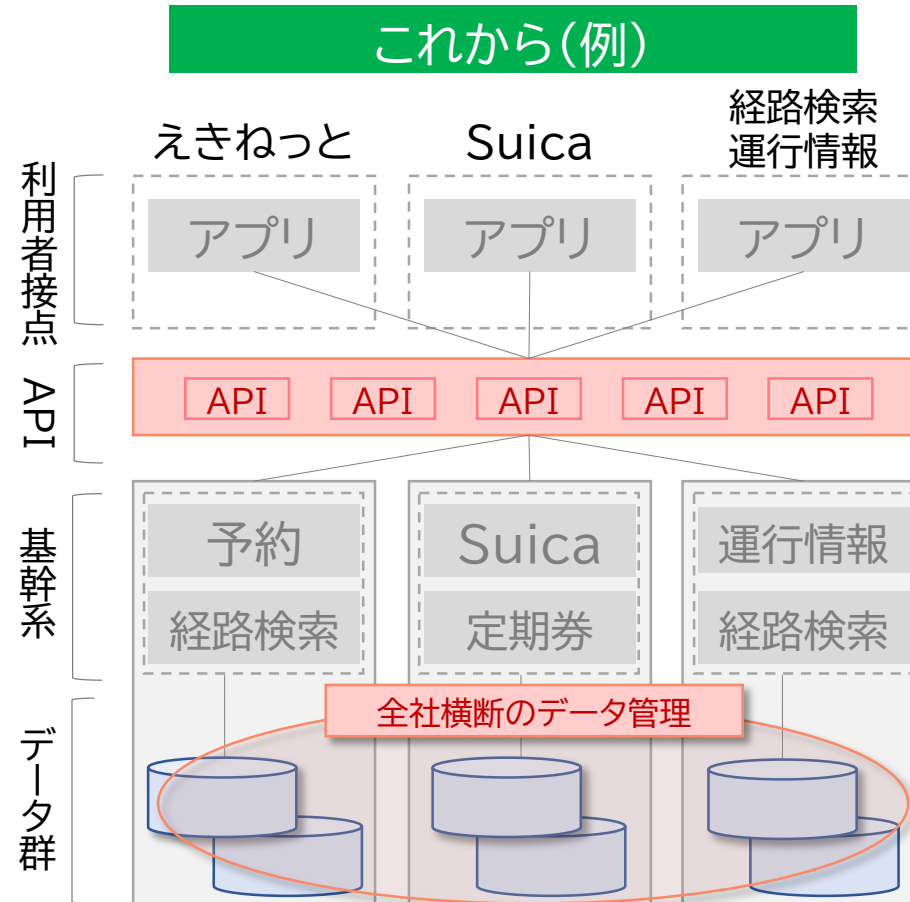 これから(例)
えきねっと
Suica
経路検索
運行情報
利用者接点
アプリ
アプリ
アプリ
API
API
API
API
API
API
基幹系
予約
Suica
運行情報
経路検索
定期券
経路検索
全社横断のデータ管理
データ群